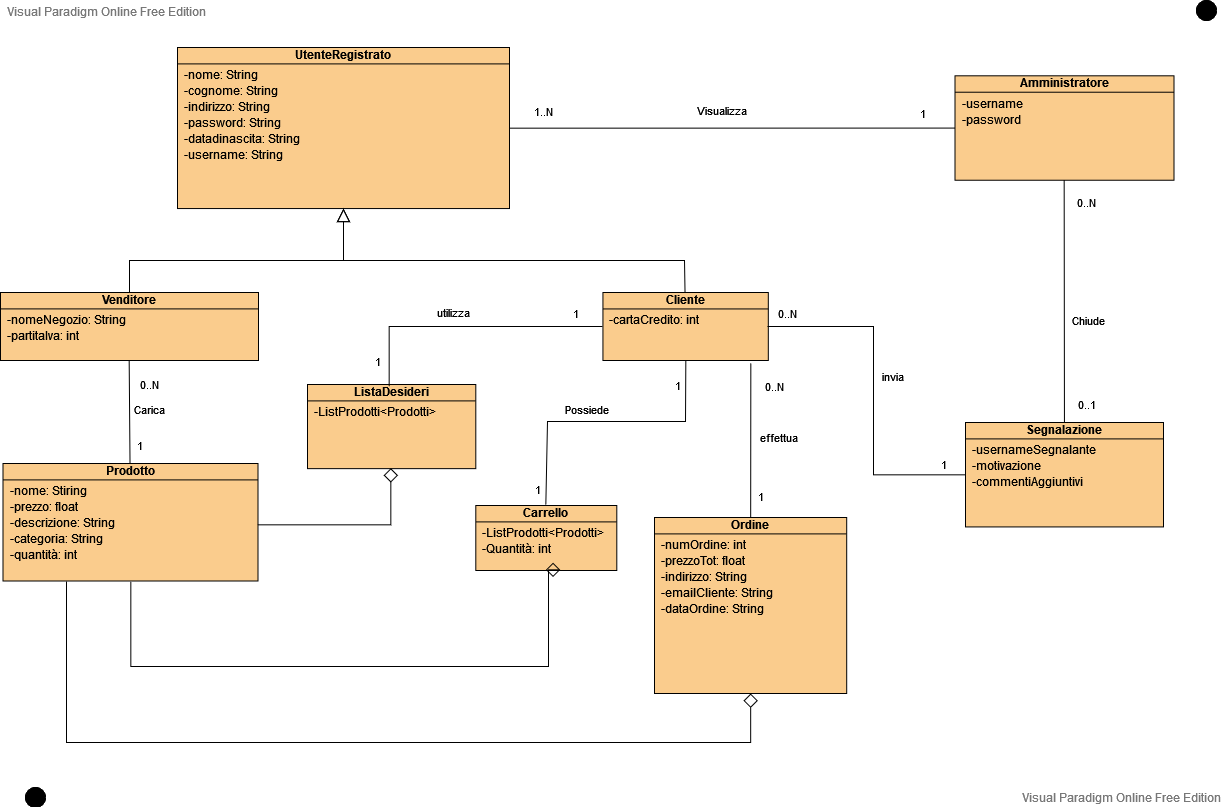 Visual Paradigm Online Free Edition
UtenteRegistrato
-nome: String
-cognome: String
-indirizzo: String
-password: String
-datadinascita: String
-username: String
1..N
Visualizza
1
Amministratore
-username
-password
0..N
Chiude
0..1
Venditore
-nomeNegozio: String
-partitaIva: int
0..N
Carica
1
utilizza
1
1
Cliente
-cartaCredito: int
0..N
invia
1
ListaDesideri
-ListProdotti<Prodotti>
1
Possiede
1
0..N
effettua
1
Segnalazione
-usernameSegnalante
-motivazione
-commentiAggiuntivi
Prodotto
-nome: Stiring
-prezzo: float
-descrizione: String
-categoria: String
-quantità: int
Carrello
-ListProdotti<Prodotti>
-Quantità: int
Ordine
-numOrdine: int
-prezzoTot: float
-indirizzo: String
-emailCliente: String
-dataOrdine: String
Visual Paradigm Online Free Edition